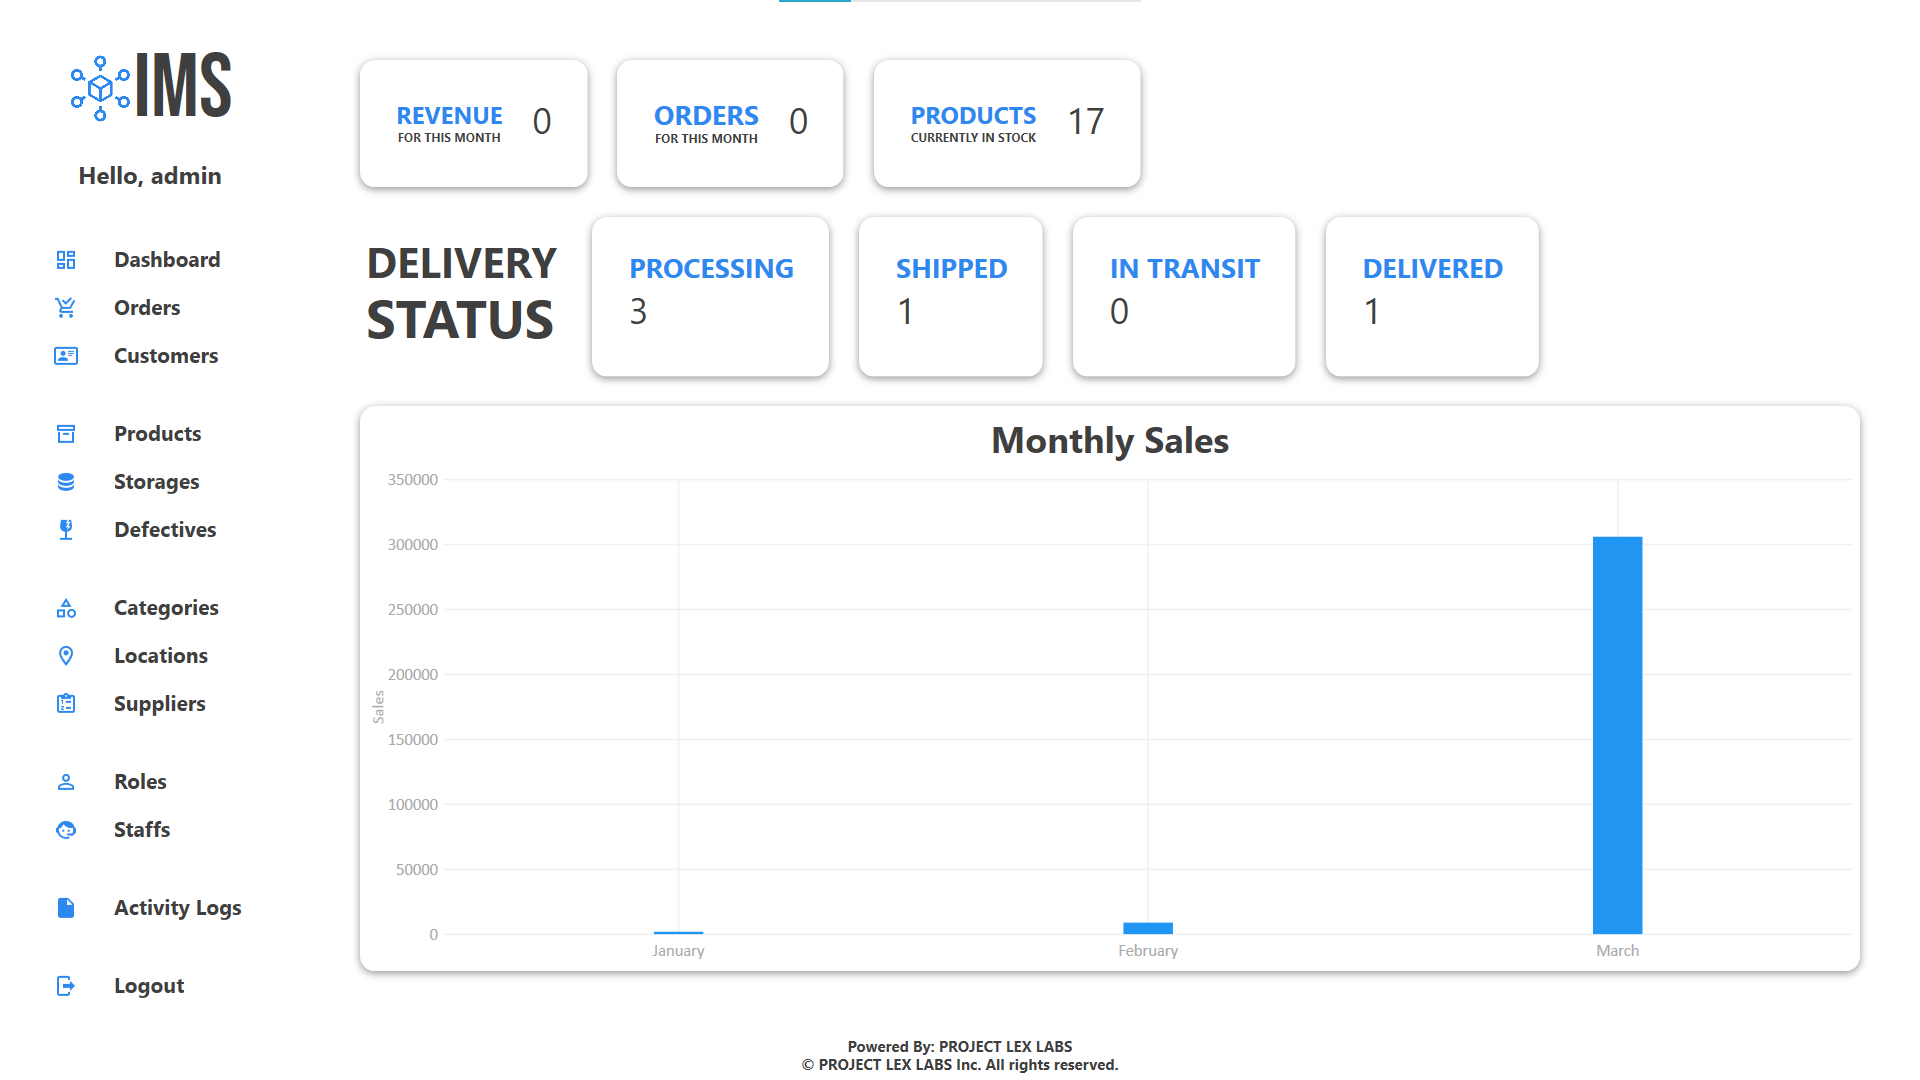 IMS
Hello, admin
Dashboard
Orders
Customers
Products
Storages
Defectives
Categories
Locations
Suppliers
Roles
Staffs
Activity Logs
Logout
REVENUE
FOR THIS MONTH
0
ORDERS
FOR THIS MONTH
0
PRODUCTS
CURRENTLY IN STOCK
17
DELIVERY
STATUS
PROCESSING
3
SHIPPED
1
IN TRANSIT
0
DELIVERED
1
Monthly Sales
Sales
350000
300000
250000
200000
150000
100000
50000
0
January
February
March
Powered By: PROJECT LEX LABS
© PROJECT LEX LABS Inc. All rights reserved.